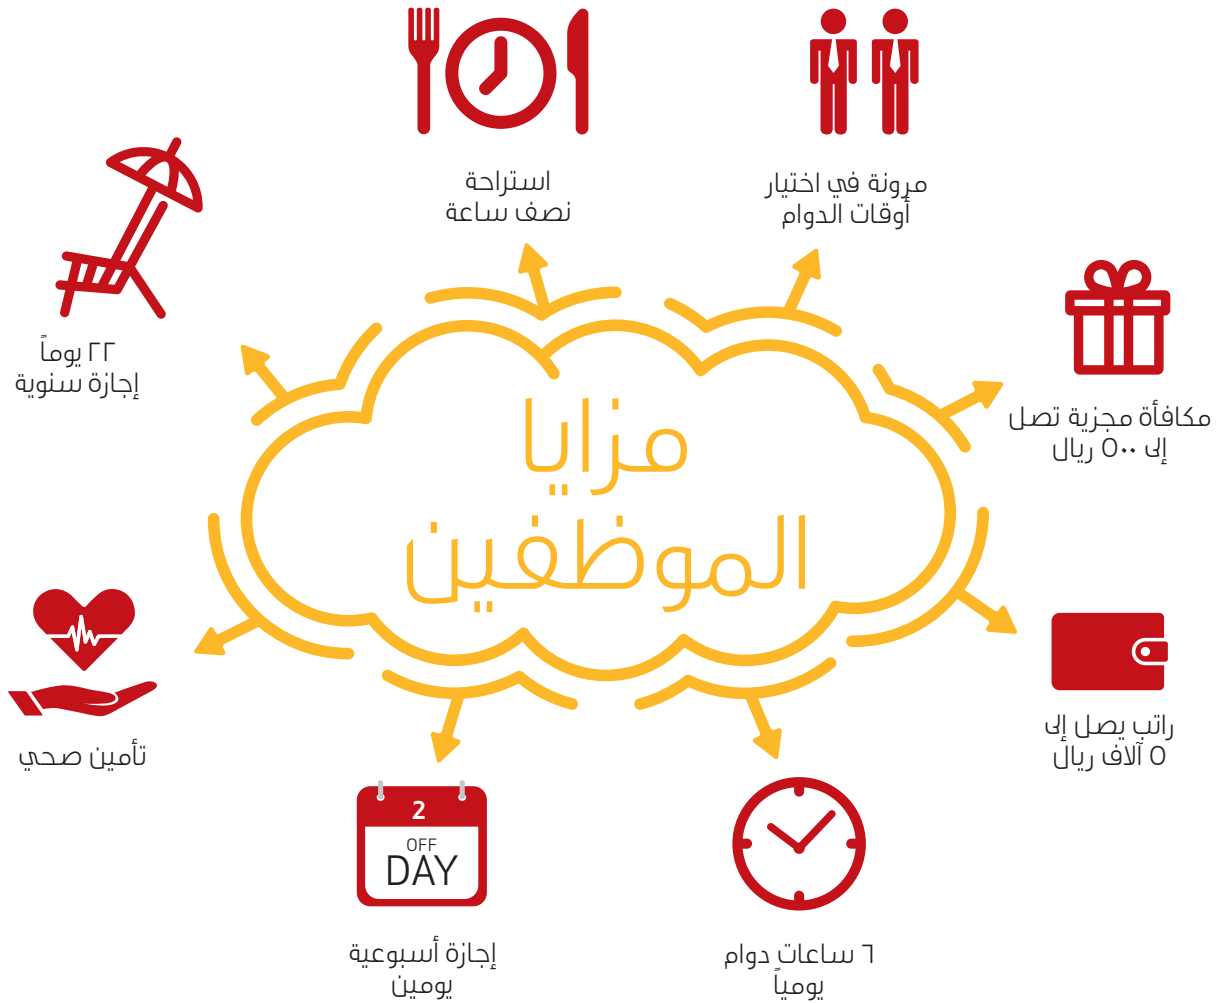 مزايا
الموظفين
مرونة في اختيار
أوقات الدوام
مكافأة مجزية تصل
إلى ٥٠٠ ريال
راتب يصل إلى
٥ آلاف ريال
٦ ساعات دوام
يومياً
2
OFF
DAY
إجازة أسبوعية
يومين
تأمين صحي
٢٢ يوماً
إجازة سنوية
استراحة
نصف ساعة